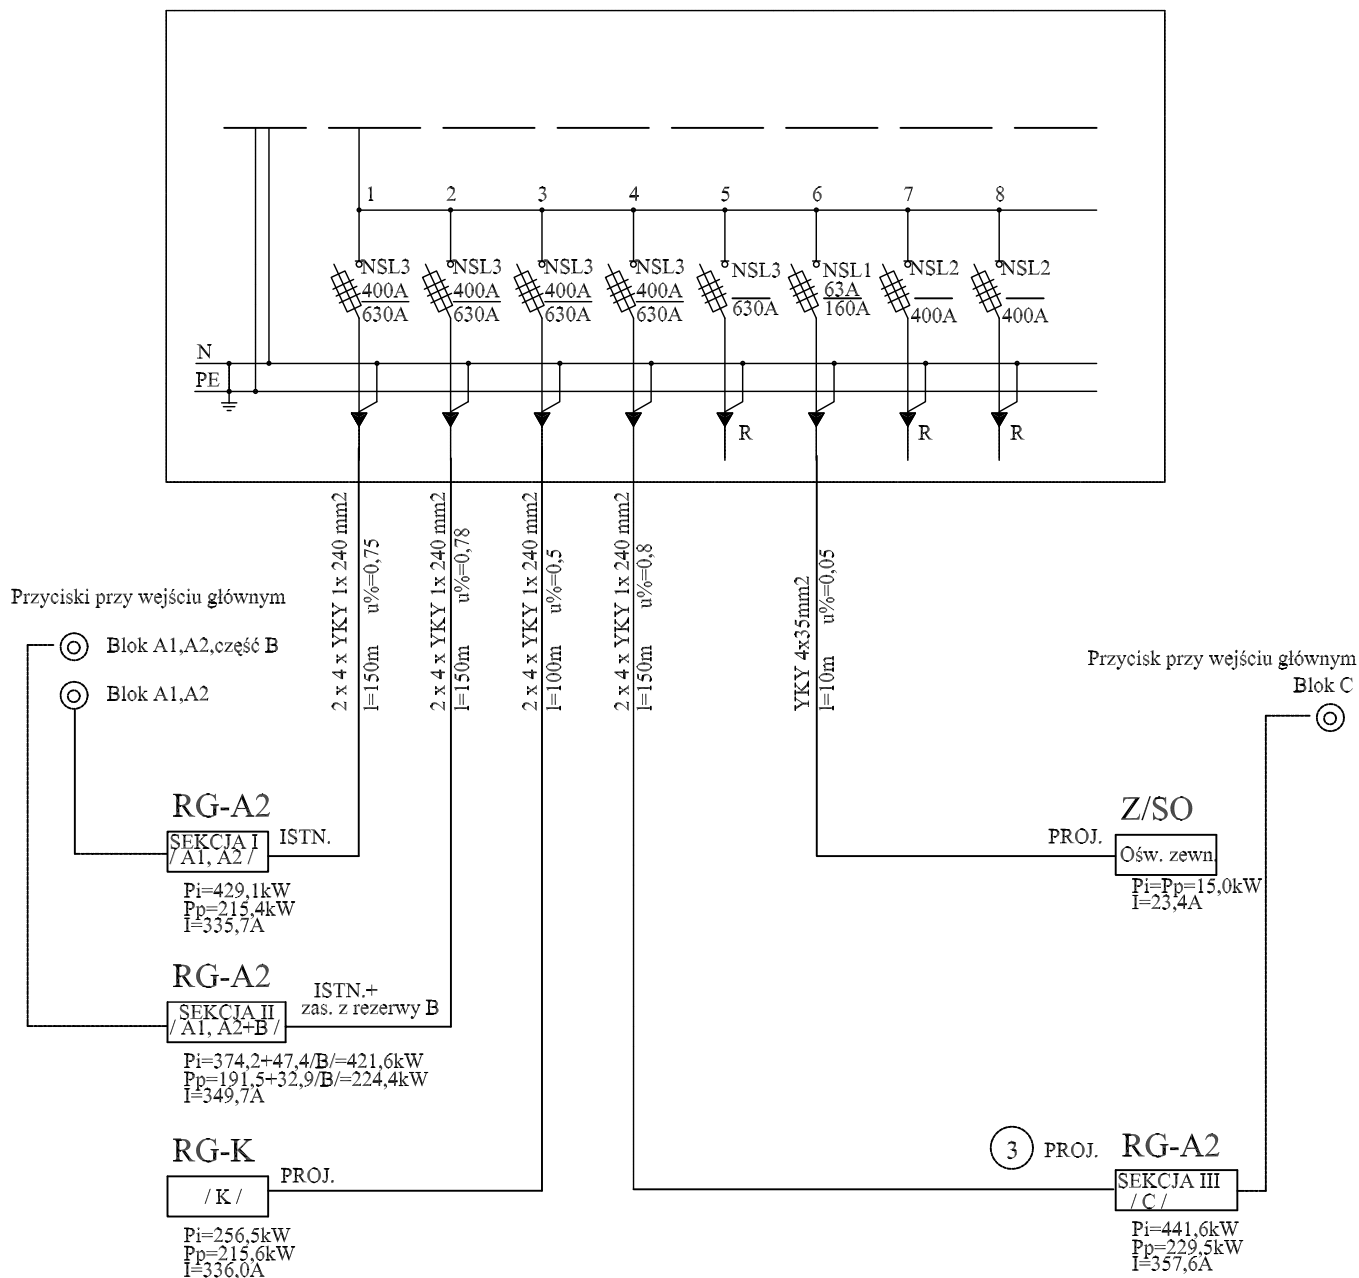 1 2 3 4 5 6 7 8
NSL3 NSL3 NSL3 NSL3 NSL3 NSL1 NSL2 NSL2
400A 400A 400A 400A 63A
630A 630A 630A 630A 630A 160A 400A 400A
N
PE
R R R
2 x 4 x YKY 1x 240 mm2
l=150m u%=0,75
2 x 4 x YKY 1x 240 mm2
l=150m u%=0,78
2 x 4 x YKY 1x 240 mm2
l=100m u%=0,5
2 x 4 x YKY 1x 240 mm2
l=150m u%=0,8
YKY 4x35mm2
l=10m u%=0,05
Przyciski przy wejściu głównym
Blok A1,A2,część B
Blok A1,A2
Przycisk przy wejściu głównym
Blok C
RG-A2
SEKCJA I
/ A1, A2 /
ISTN.
Pi=429,1kW
Pp=215,4kW
I=335,7A
Z/SO
PROJ.
Ośw. zewn.
Pi=Pp=15,0kW
I=23,4A
RG-A2
ISTN.+
zas. z rezerwy B
SEKCJA II
/ A1, A2+B /
Pi=374,2+47,4/B/=421,6kW
Pp=191,5+32,9/B/=224,4kW
I=349,7A
RG-K
PROJ.
/ K /
Pi=256,5kW
Pp=215,6kW
I=336,0A
3 PROJ.
RG-A2
SEKCJA III
/ C /
Pi=441,6kW
Pp=229,5kW
I=357,6A